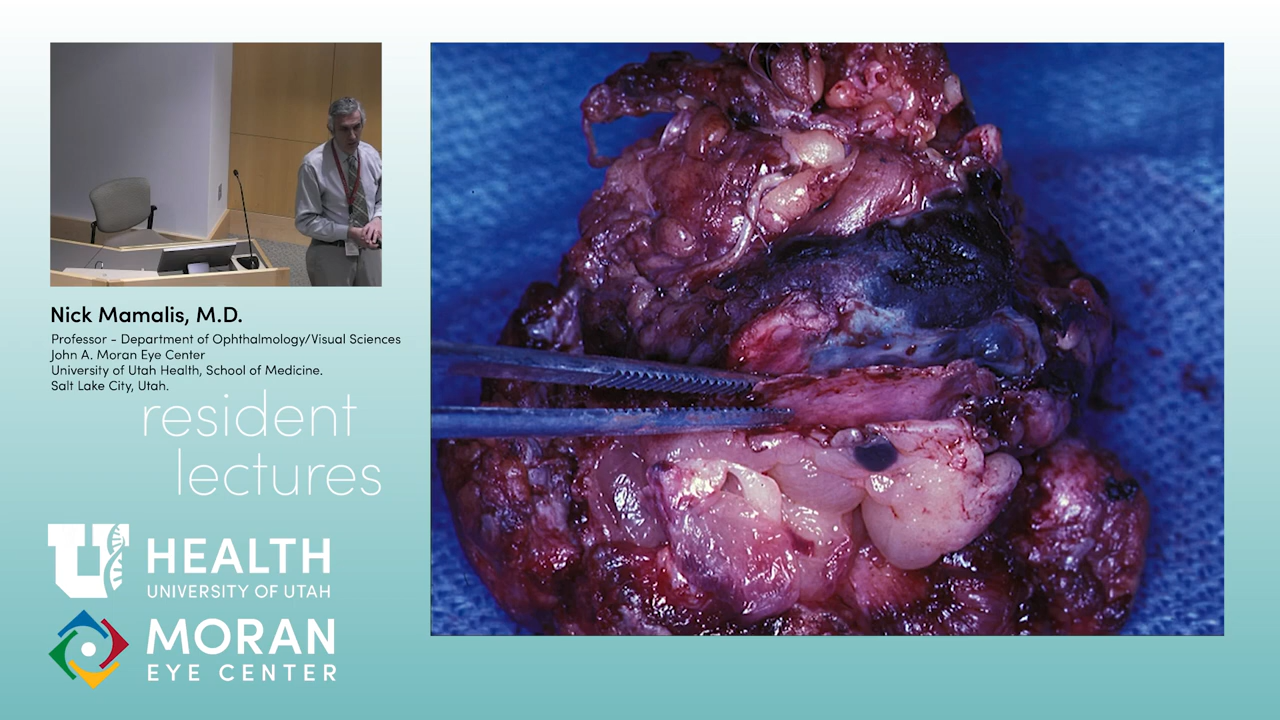 Nick Mamalis, M.D.
Professor - Department of Ophthalmology/Visual Sciences
John A. Moran Eye Center
University of Utah Health, School of Medicine.
Salt Lake City, Utah.
resident
lectures
U HEALTH
UNIVERSITY OF UTAH
MORAN
EYE CENTER